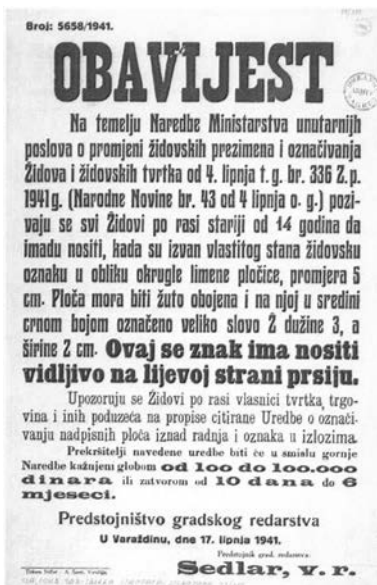 Broj: 5658/1941.
OBAVIJEST
Na temelju Naredbe Ministarstva unutarnjih
poslova o promjeni židovskih prezimena i označivanja
Židova i židovskih tvrtka od 4. lipnja t. g. br. 336 Z. p.
1941 g. (Narodne Novine br. 43 od 4 lipnja o. g.) pozi-
vaju se svi Židovi po rasi stariji od 14 godina da
imadu nositi, kada su izvan vlastitog stana židovsku
oznaku u obliku okrugle limene pločice, promjera 5
cm. Ploča mora biti žuto obojena i na njoj u sredini
crnom bojom označeno veliko slovo Ž dužine 3, a
širine 2 cm. Ovaj se znak ima nositi
vidljivo na lijevoj strani prsiju.
Upozoruju se Židovi po rasi vlasnici tvrtka, trgo-
vina i inih poduzeća na propise citirane Uredbe o označi-
vanju nadpisnih ploča iznad radnja i oznaka u izlozima.
Prekršitelji navedene uredbe biti će u smislu gornje
Naredbe kažnjeni globom od 100 do 100.000
dinara ili zatvorom od 10 dana do 6
mjeseci.
Predstojništvo gradskog redarstva
U Varaždinu, dne 17. lipnja 1941.
Predstojnik grad. redarstva:
Sedlar, v. r.